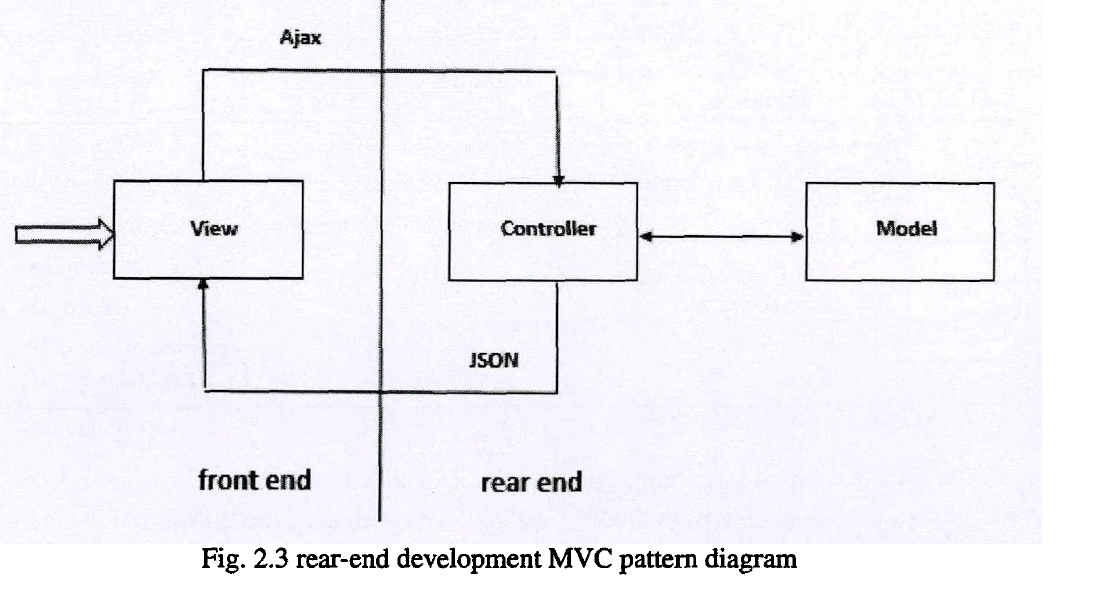 Ajax
View
Controller
Model
JSON
front end
rear end
Fig. 2.3 rear-end development MVC pattern diagram